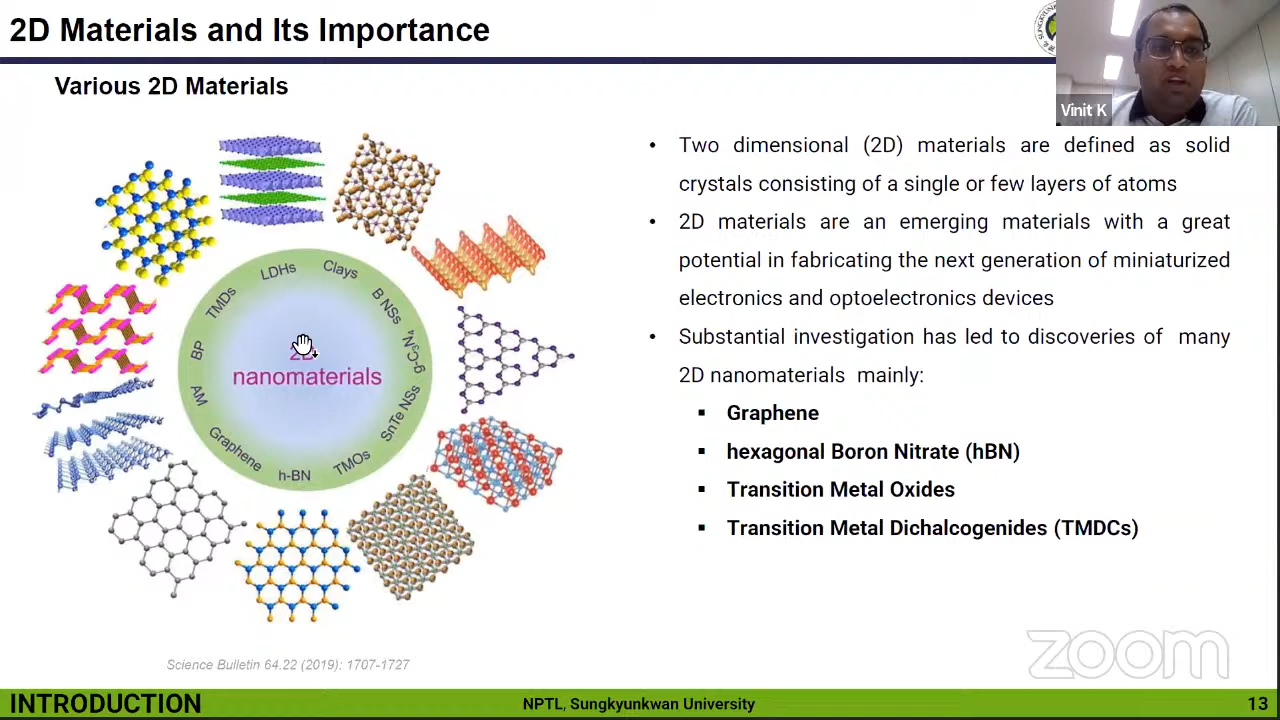 2D Materials and Its Importance
SUNGKYUNKWAN
Vinit K
Various 2D Materials
LDHs
Clays
B NSs
g-C3N4
SnTe NSs
TMOs
h-BN
Graphene
AM
BP
TMDs
2D
nanomaterials
• Two dimensional (2D) materials are defined as solid
crystals consisting of a single or few layers of atoms
• 2D materials are an emerging materials with a great
potential in fabricating the next generation of miniaturized
electronics and optoelectronics devices
• Substantial investigation has led to discoveries of many
2D nanomaterials mainly:
▪ Graphene
▪ hexagonal Boron Nitrate (hBN)
▪ Transition Metal Oxides
▪ Transition Metal Dichalcogenides (TMDCs)
Science Bulletin 64.22 (2019): 1707-1727
zoom
INTRODUCTION
NPTL, Sungkyunkwan University
13